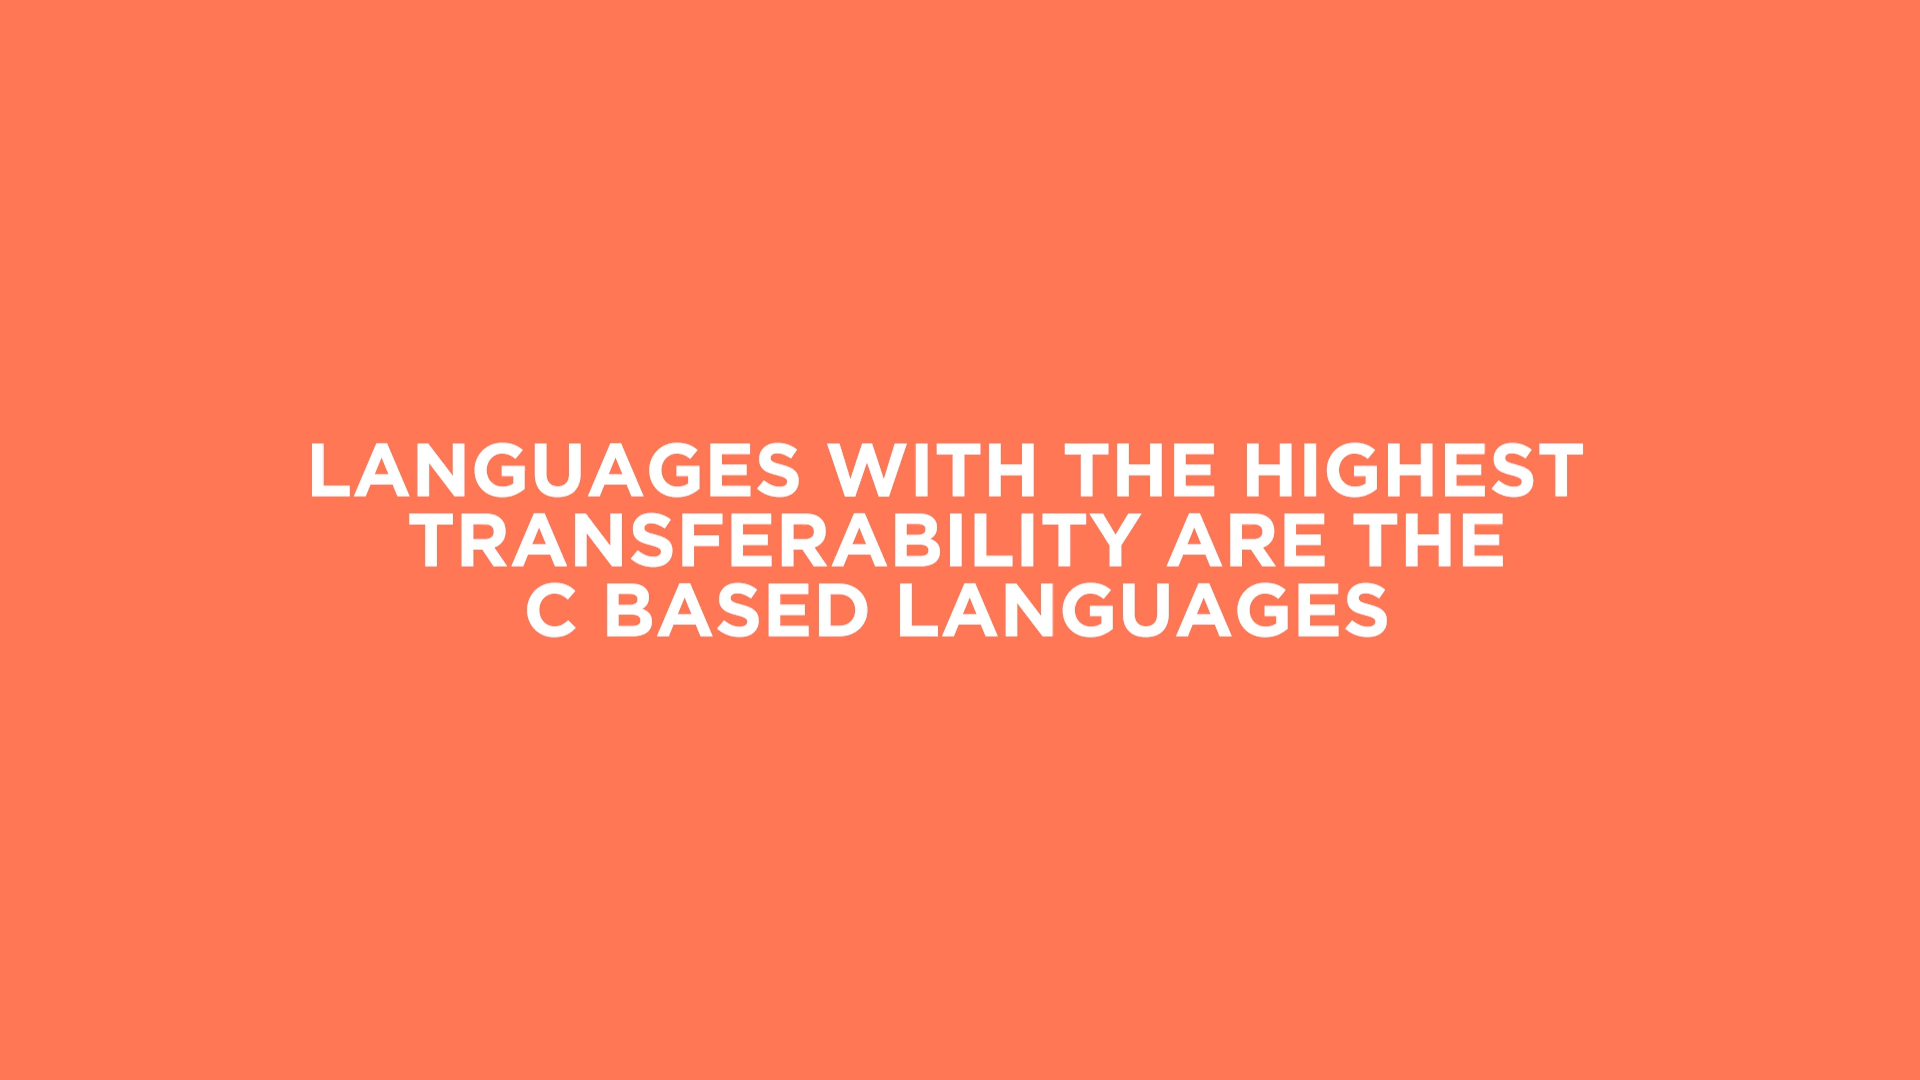 LANGUAGES WITH THE HIGHEST
TRANSFERABILITY ARE THE
C BASED LANGUAGES